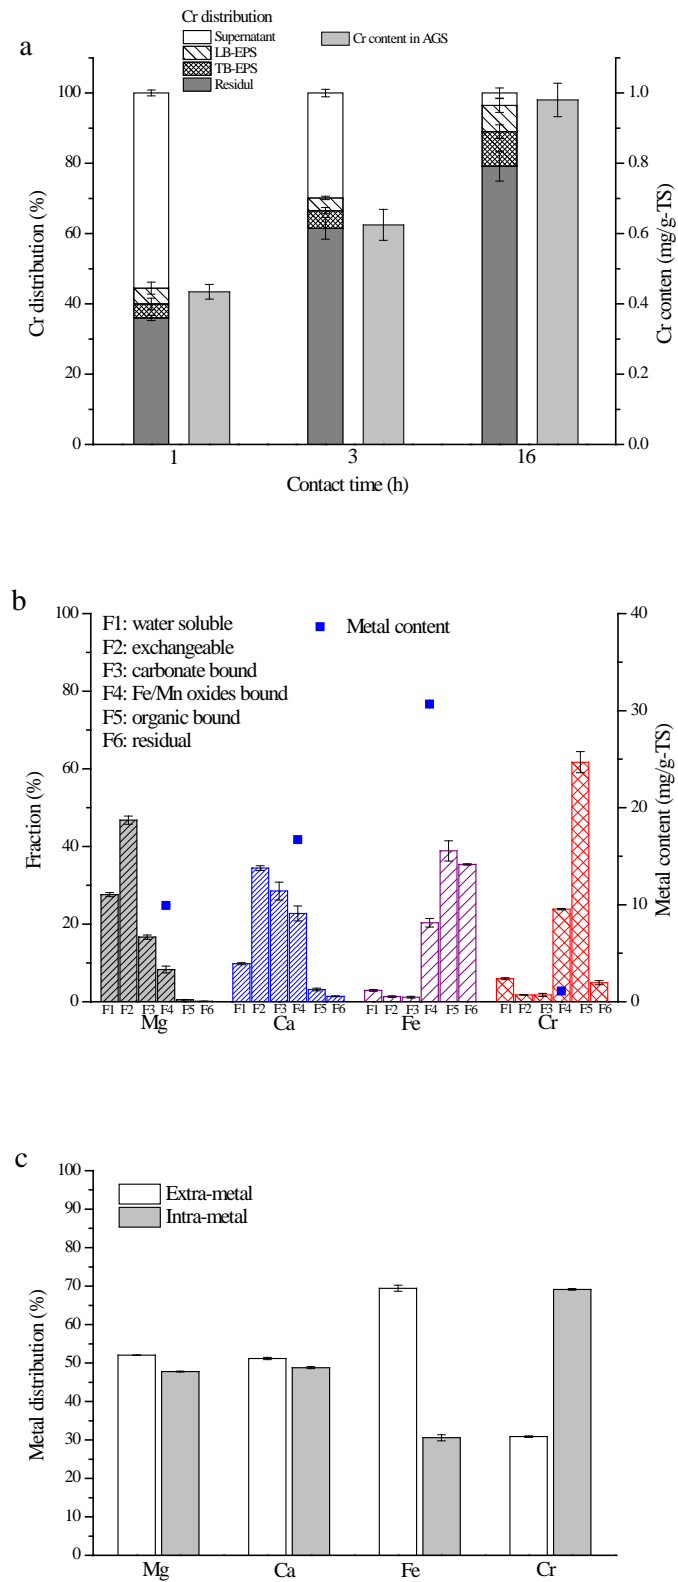 a
Cr distribution
Supernatant
LB-EPS
TB-EPS
Residul
Cr content in AGS
100
80
60
40
20
0
Cr distribution (%)
1.0
0.8
0.6
0.4
0.2
0.0
Cr conten (mg/g-TS)
1 3 16
Contact time (h)
b
F1: water soluble
F2: exchangeable
F3: carbonate bound
F4: Fe/Mn oxides bound
F5: organic bound
F6: residual
Metal content
100
80
60
40
20
0
Fraction (%)
40
30
20
10
0
Metal content (mg/g-TS)
F1 F2 F3 F4 F5 F6 F1 F2 F3 F4 F5 F6 F1 F2 F3 F4 F5 F6 F1 F2 F3 F4 F5 F6
Mg Ca Fe Cr
c
Extra-metal
Intra-metal
100
90
80
70
60
50
40
30
20
10
0
Metal distribution (%)
Mg Ca Fe Cr